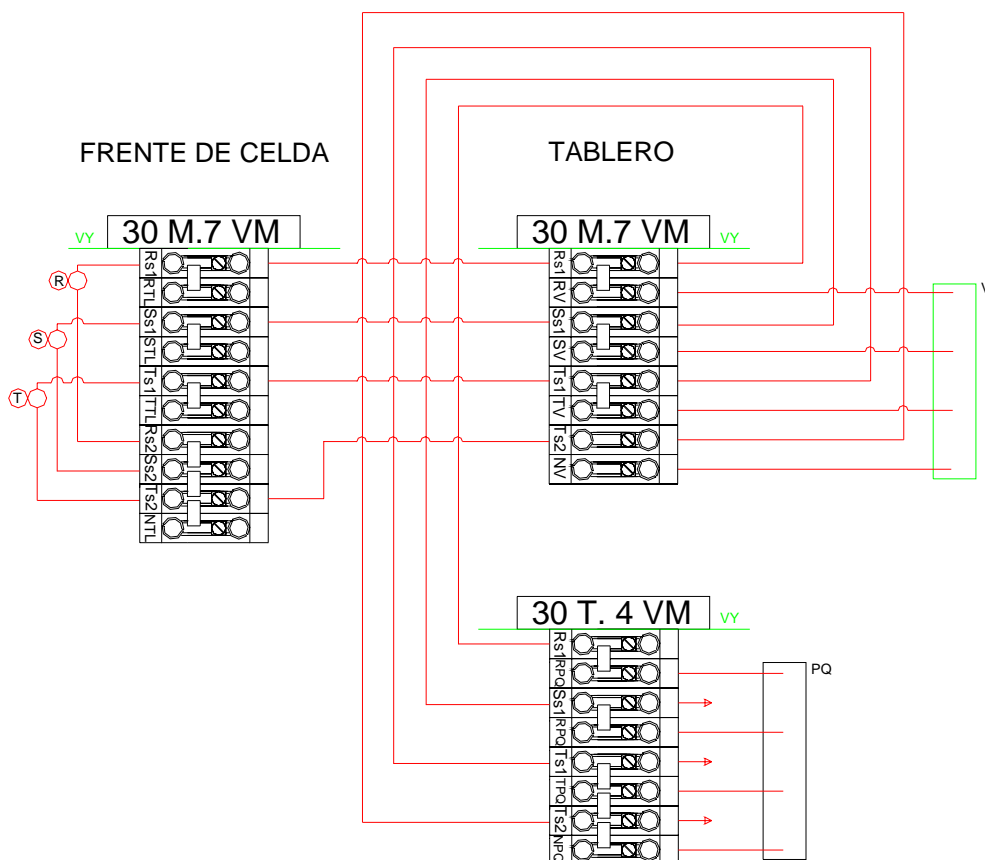 FRENTE DE CELDA
TABLERO
30 M.7 VM
VY
Rs1
RTL
Ss1
STL
Ts1
TTL
Rs2
Ss2
Ts2
NTL
R
S
T
30 M.7 VM
VY
Rs1
RV
Ss1
SV
Ts1
TV
Ts2
NV
30 T. 4 VM
VY
Rs1
RPQ
Ss1
RPQ
Ts1
TPQ
Ts2
NPQ
PQ